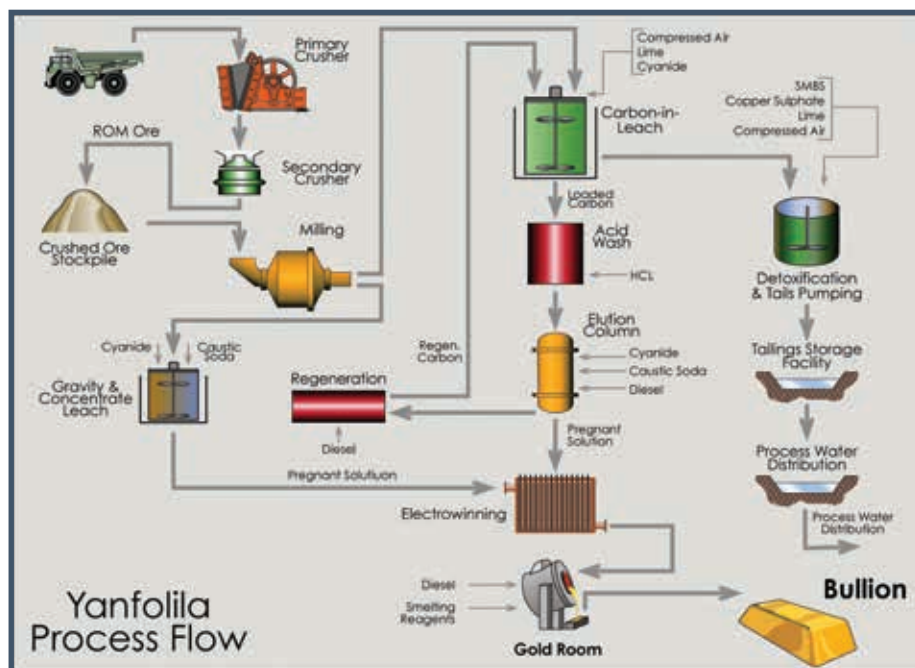 Primary
Crusher
ROM Ore
Secondary
Crusher
Crushed Ore
Stockpile
Milling
Cyanide
Caustic
Soda
Gravity &
Concentrate
Leach
Regeneration
Diesel
Regen.
Carbon
Pregnant Solutiuon
Compressed Air
Lime
Cyanide
Carbon-in-
Leach
Loaded
Carbon
Acid
Wash
HCL
Elution
Column
Cyanide
Caustic Soda
Diesel
Pregnant
Solution
Electrowinning
SMBS
Copper Sulphate
Lime
Compressed Air
Detoxification
& Tails Pumping
Tailings Storage
Facility
Process Water
Distribution
Process Water
Distribution
Diesel
Smelting
Reagents
Gold Room
Bullion
Yanfolila
Process Flow